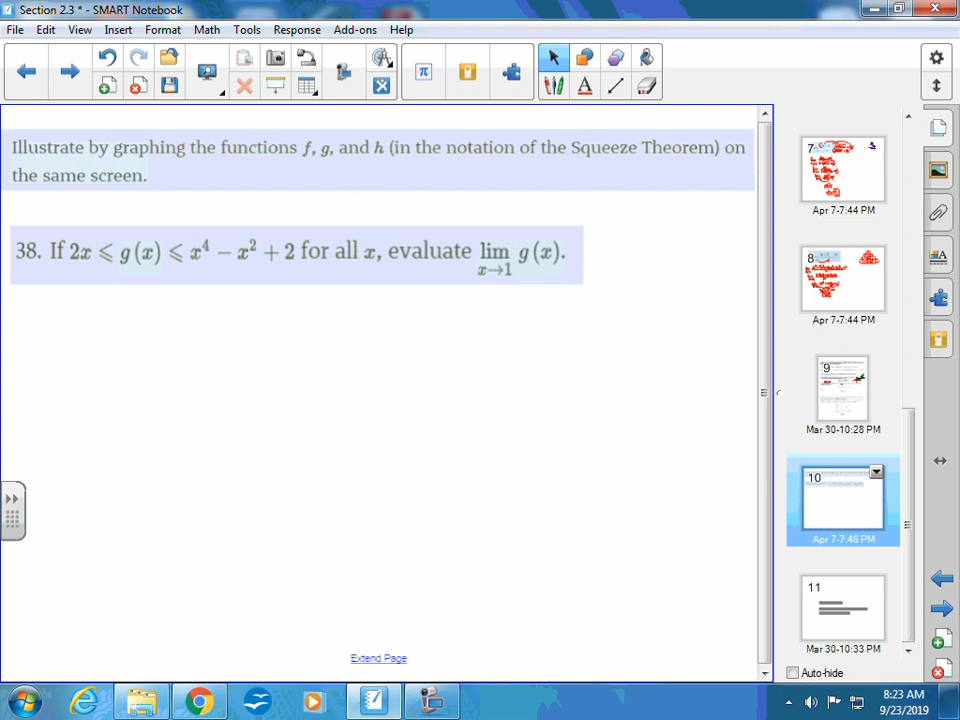 Section 2.3 * - SMART Notebook
File Edit View Insert Format Math Tools Response Add-ons Help
Illustrate by graphing the functions f, g, and h (in the notation of the Squeeze Theorem) on
the same screen.
38. If 2x ⩽ g (x) ⩽ x⁴ − x² + 2 for all x, evaluate lim g (x).
x→1
Extend Page
7
Apr 7-7:44 PM
8
Apr 7-7:44 PM
9
Mar 30-10:28 PM
10
Apr 7-7:46 PM
11
Mar 30-10:33 PM
Auto-hide
8:23 AM
9/23/2019